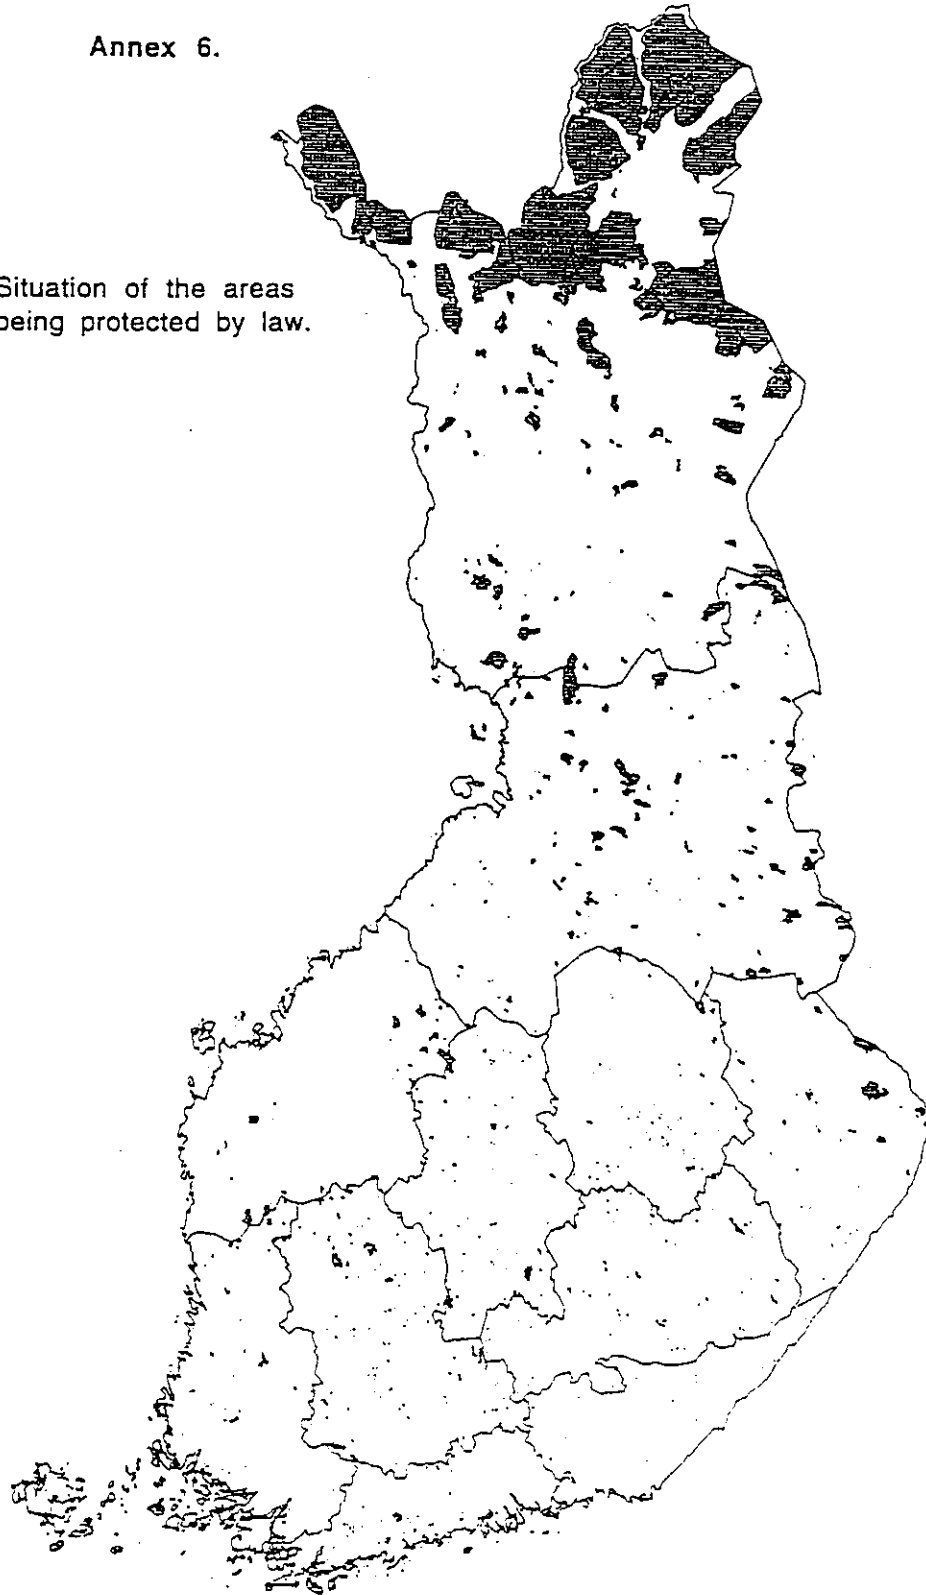 Annex 6.
Situation of the areas
being protected by law.